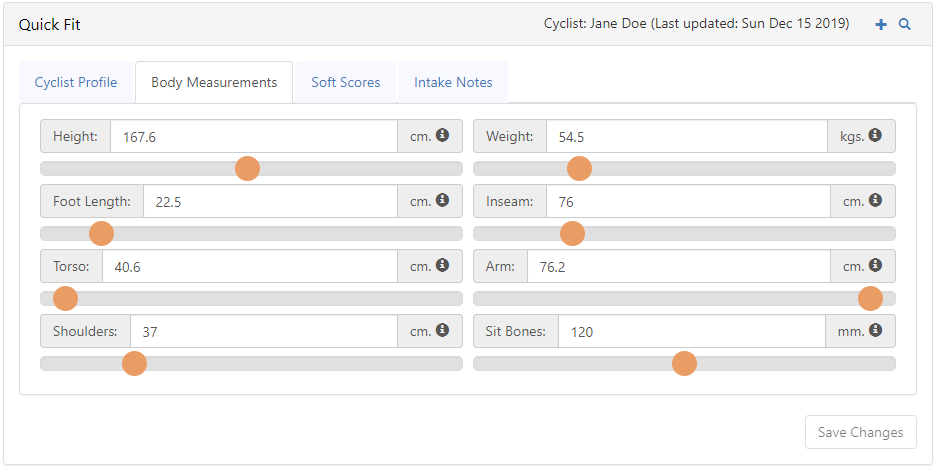 Quick Fit Cyclist: Jane Doe (Last updated: Sun Dec 15 2019)
Cyclist Profile Body Measurements Soft Scores Intake Notes
Height: 167.6 cm. Weight: 54.5 kgs.
Foot Length: 22.5 cm. Inseam: 76 cm.
Torso: 40.6 cm. Arm: 76.2 cm.
Shoulders: 37 cm. Sit Bones: 120 mm.
Save Changes